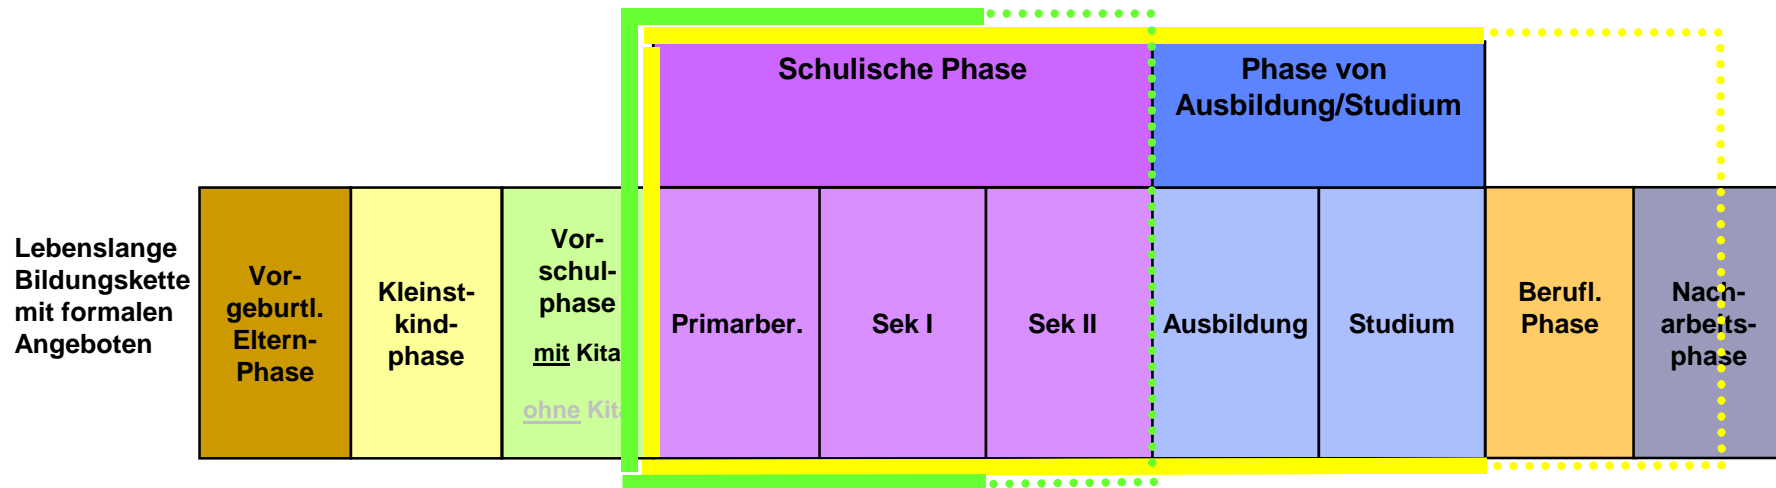 Schulische Phase
Phase von
Ausbildung/Studium
Lebenslange
Bildungskette
mit formalen
Angeboten
Vor-
geburtl.
Eltern-
Phase
Kleinst-
kind-
phase
Vor-
schul-
phase
mit Kita
ohne Kita
Primarber.
Sek I
Sek II
Ausbildung
Studium
Berufl.
Phase
Nach-
arbeits-
phase